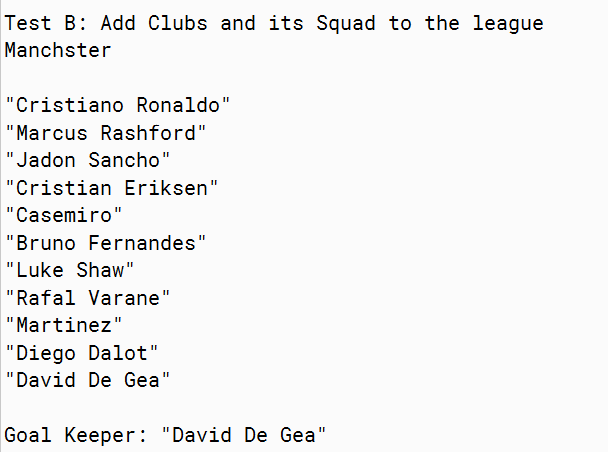 Test B: Add Clubs and its Squad to the league
Manchster
"Cristiano Ronaldo"
"Marcus Rashford"
"Jadon Sancho"
"Cristian Eriksen"
"Casemiro"
"Bruno Fernandes"
"Luke Shaw"
"Rafal Varane"
"Martinez"
"Diego Dalot"
"David De Gea"
Goal Keeper: "David De Gea"